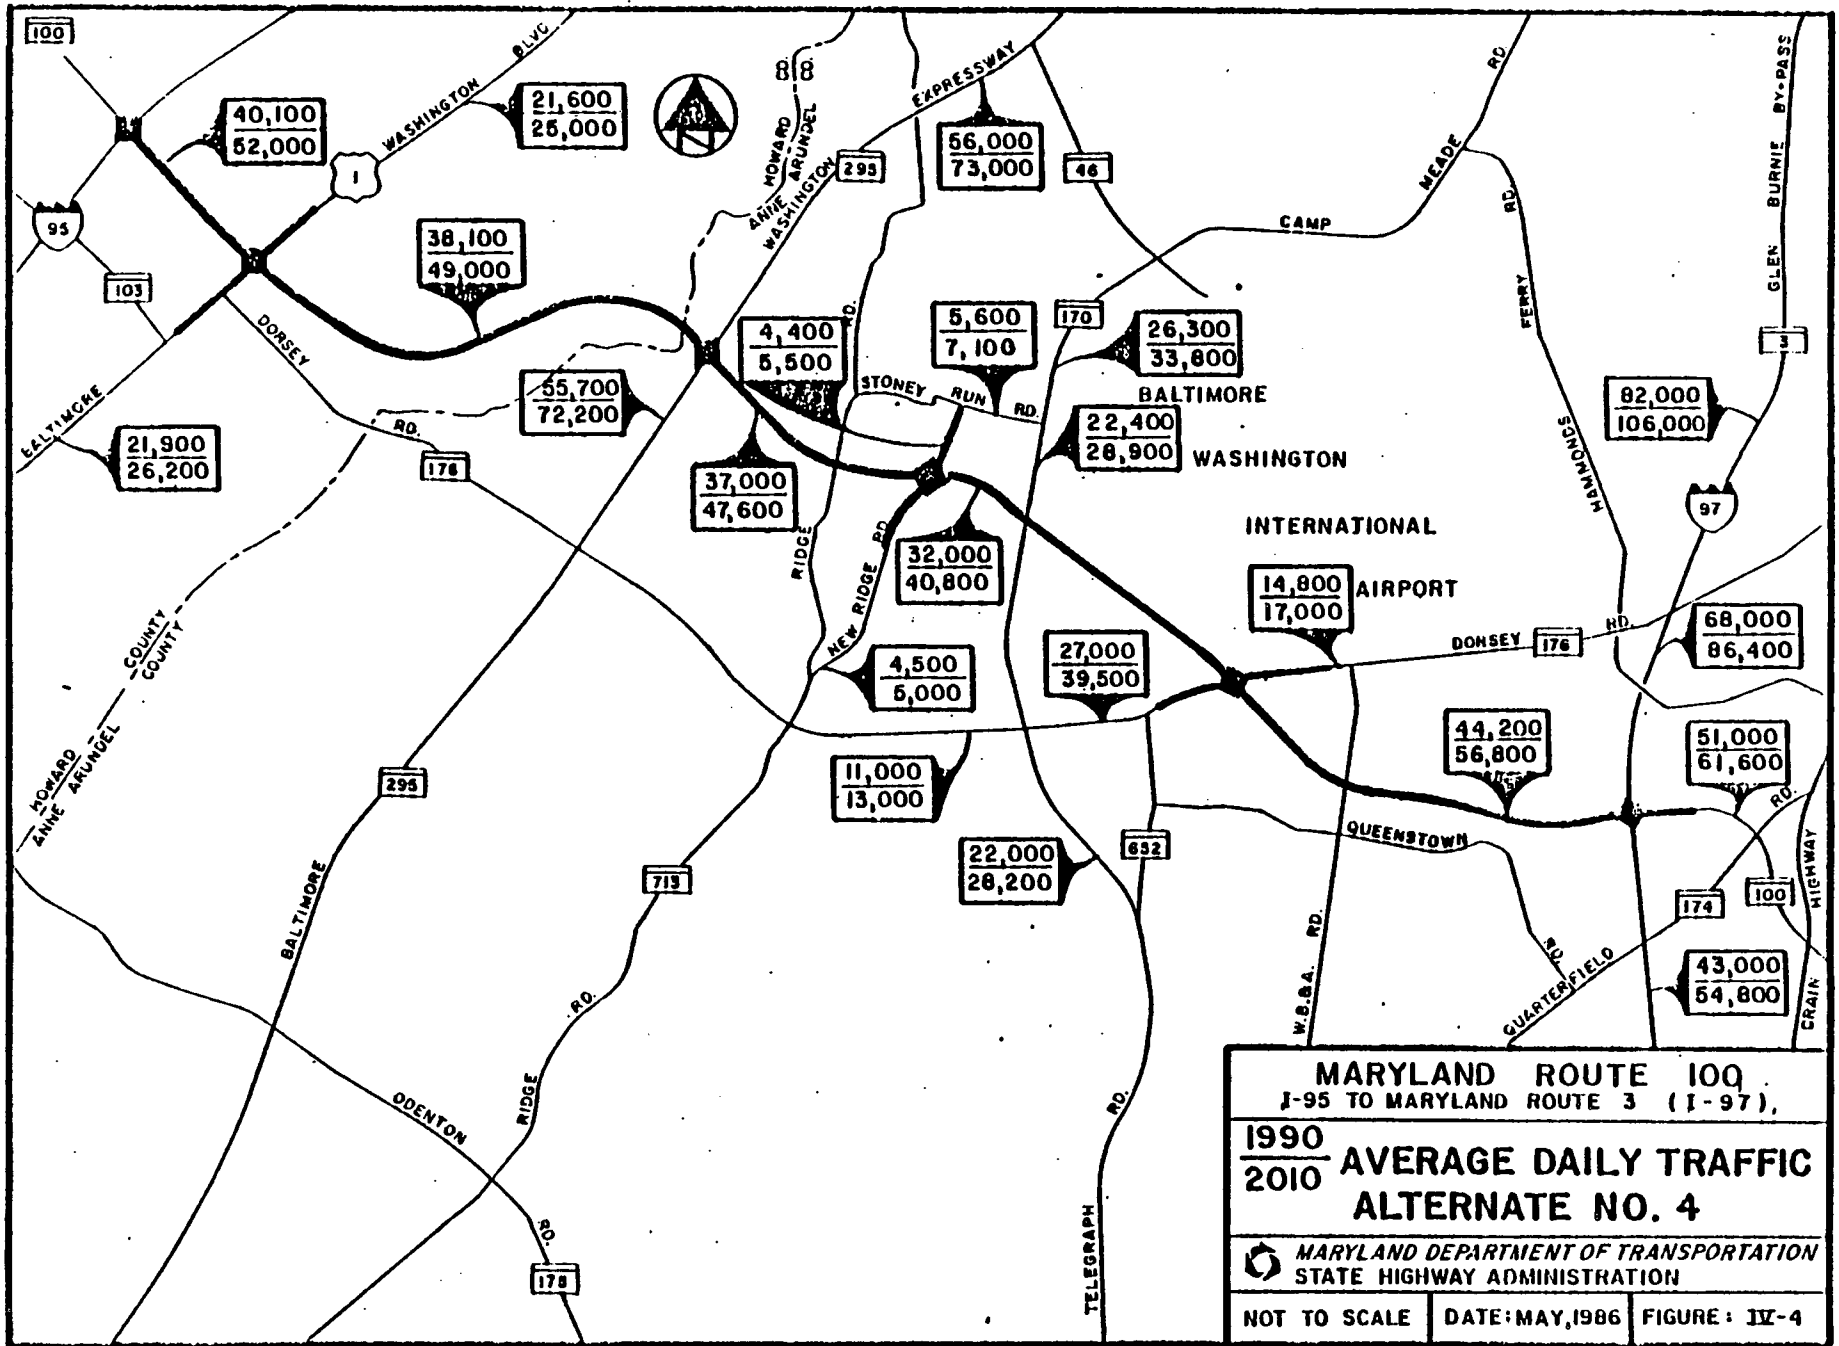 100
WASHINGTON BLVD
88
40,100
52,000
21,600
25,000
1
HOWARD
ANNE ARUNDEL
WASHINGTON
EXPRESSWAY
295
56,000
73,000
46
MEADE RD.
CAMP
FERRY RD.
GLEN BURNIE BY-PASS
95
103
38,100
49,000
DORSEY RD.
4,400
5,500
RD.
5,600
7,100
170
26,300
33,800
3
BALTIMORE
21,900
26,200
55,700
72,200
STONEY RUN RD.
BALTIMORE
22,400
28,900
WASHINGTON
82,000
106,000
176
37,000
47,600
HAMMONDS
97
INTERNATIONAL
RIDGE
NEW RIDGE RD
32,000
40,800
14,800
17,000
AIRPORT
COUNTY
COUNTY
4,500
5,000
27,000
39,500
DORSEY
176
RD.
68,000
86,400
HOWARD
ANNE ARUNDEL
295
11,000
13,000
44,200
56,800
51,000
61,600
RD.
22,000
28,200
652
QUEENSTOWN
RD.
174
100
HIGHWAY
713
BALTIMORE
W.B.&A. RD.
QUARTERFIELD
43,000
54,800
CRAIN
RD.
RIDGE
ODENTON
RD.
175
TELEGRAPH
RD.
MARYLAND ROUTE 100
I-95 TO MARYLAND ROUTE 3 (I-97)
1990
2010
AVERAGE DAILY TRAFFIC
ALTERNATE NO. 4
MARYLAND DEPARTMENT OF TRANSPORTATION
STATE HIGHWAY ADMINISTRATION
NOT TO SCALE
DATE: MAY, 1986
FIGURE: IV-4